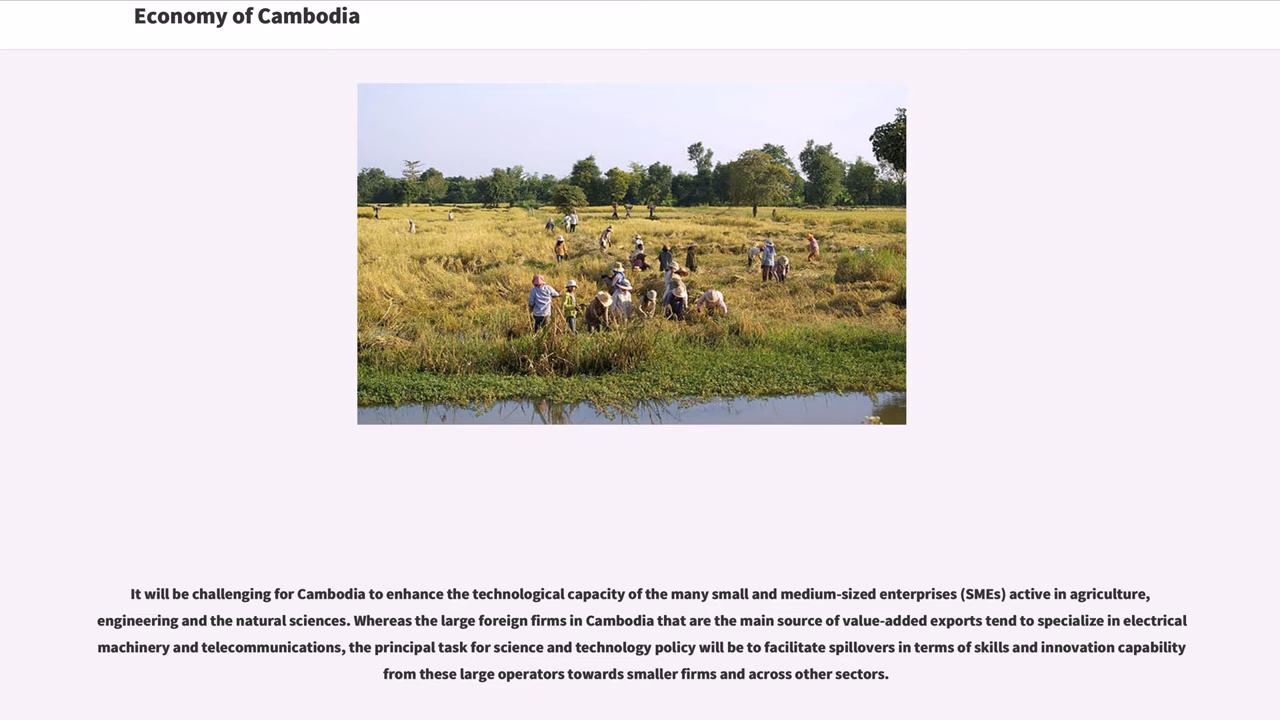 Economy of Cambodia
It will be challenging for Cambodia to enhance the technological capacity of the many small and medium-sized enterprises (SMEs) active in agriculture,
engineering and the natural sciences. Whereas the large foreign firms in Cambodia that are the main source of value-added exports tend to specialize in electrical
machinery and telecommunications, the principal task for science and technology policy will be to facilitate spillovers in terms of skills and innovation capability
from these large operators towards smaller firms and across other sectors.